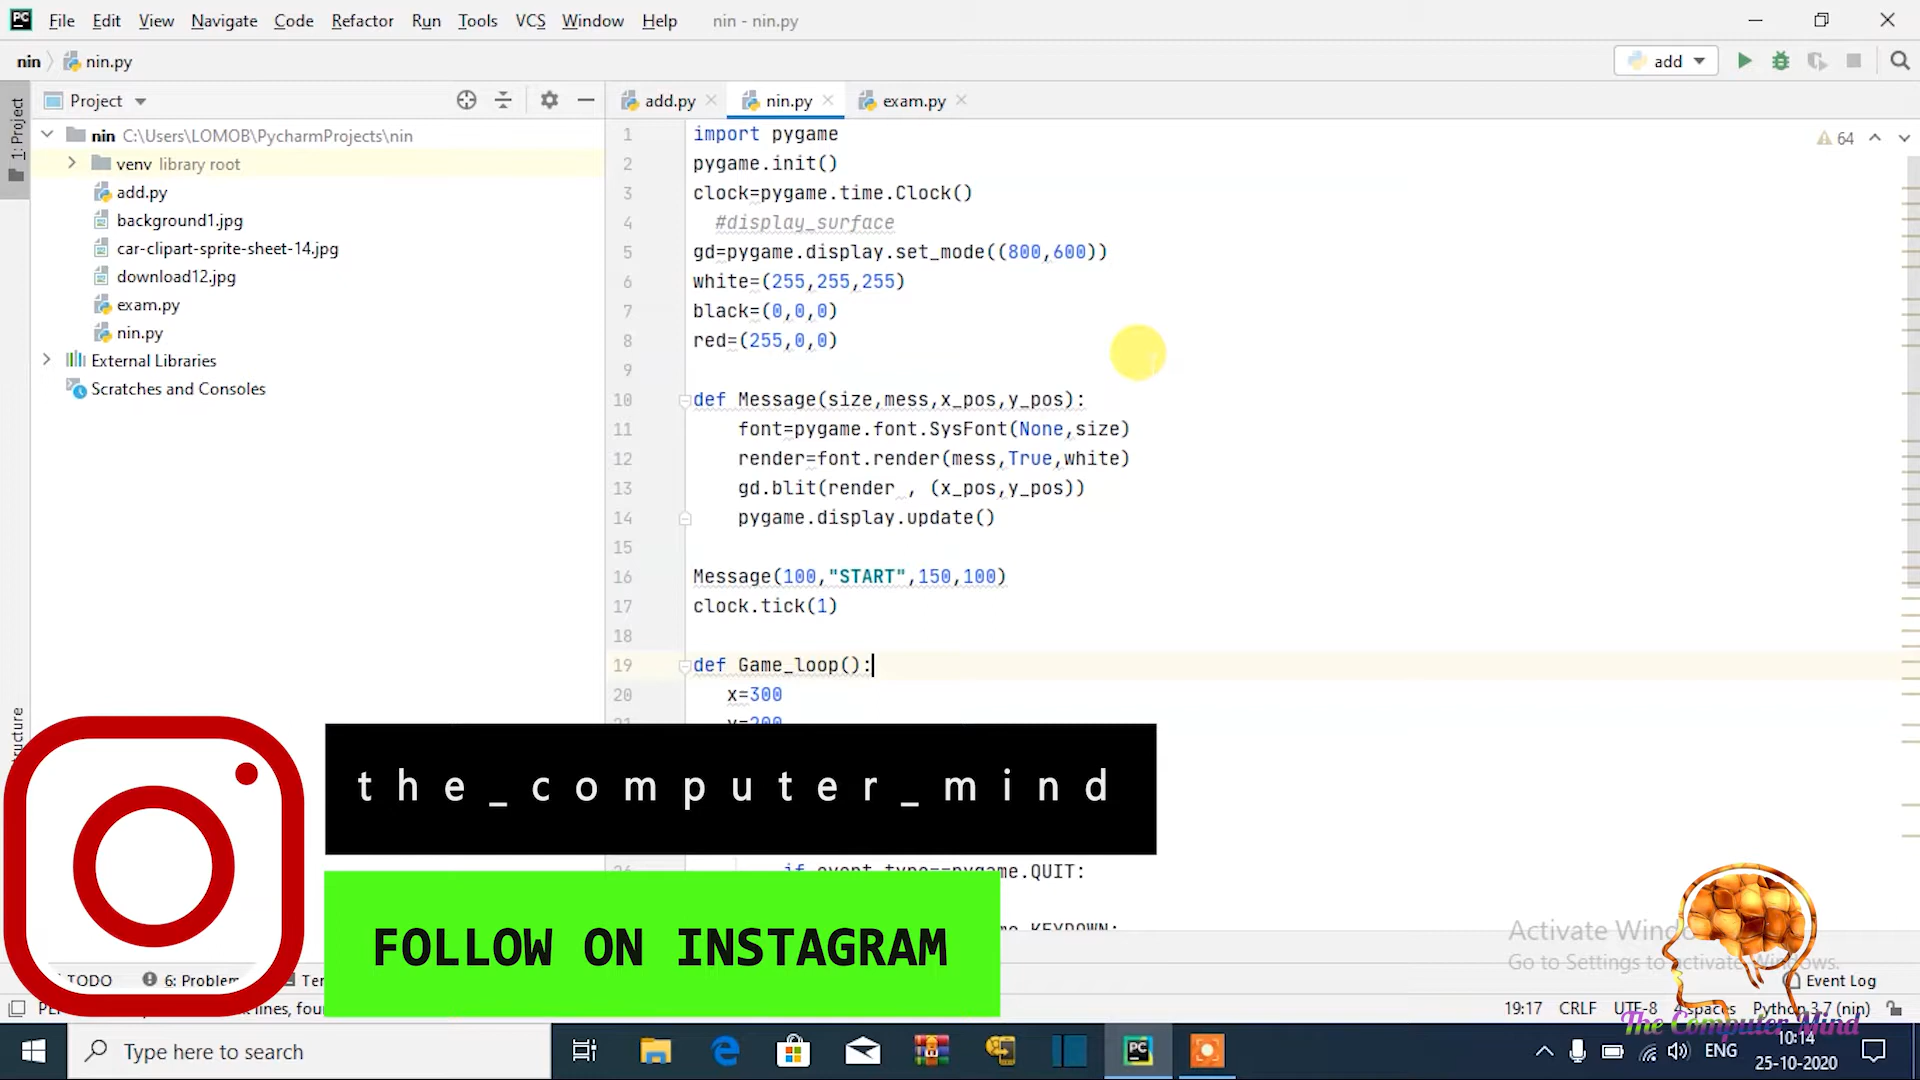 File Edit View Navigate Code Refactor Run Tools VCS Window Help nin - nin.py
nin nin.py add
1: Project
Project add.py nin.py exam.py
nin C:\Users\LOMOB\PycharmProjects\nin
venv library root
add.py
background1.jpg
car-clipart-sprite-sheet-14.jpg
download12.jpg
exam.py
nin.py
External Libraries
Scratches and Consoles
64
1 import pygame
2 pygame.init()
3 clock=pygame.time.Clock()
4 #display_surface
5 gd=pygame.display.set_mode((800,600))
6 white=(255,255,255)
7 black=(0,0,0)
8 red=(255,0,0)
9
10 def Message(size,mess,x_pos,y_pos):
11 font=pygame.font.SysFont(None,size)
12 render=font.render(mess,True,white)
13 gd.blit(render , (x_pos,y_pos))
14 pygame.display.update()
15
16 Message(100,"START",150,100)
17 clock.tick(1)
18
19 def Game_loop():
20 x=300
the_computer_mind
if event.type==pygame.QUIT:
KEYDOWN:
FOLLOW ON INSTAGRAM
Activate
Go to Settings to activate Windows.
TODO 6: Problem Event Log
19:17 CRLF UTF-8 4 spaces Python 3.7 (nin)
The Computer Mind
Type here to search
ENG
10:14
25-10-2020